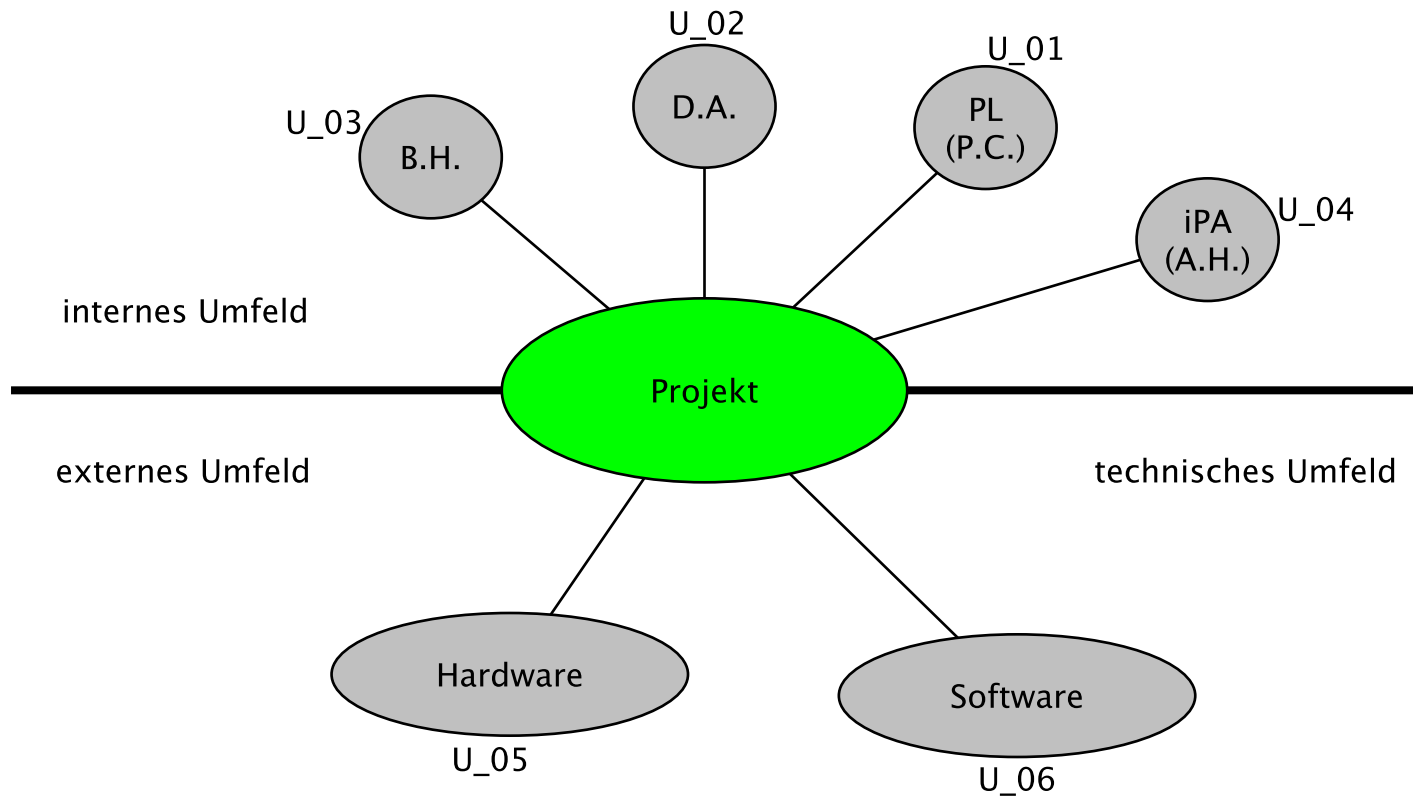 U_02
U_01
D.A.
PL
(P.C.)
U_03
B.H.
U_04
iPA
(A.H.)
internes Umfeld
Projekt
externes Umfeld
technisches Umfeld
Hardware
Software
U_05
U_06